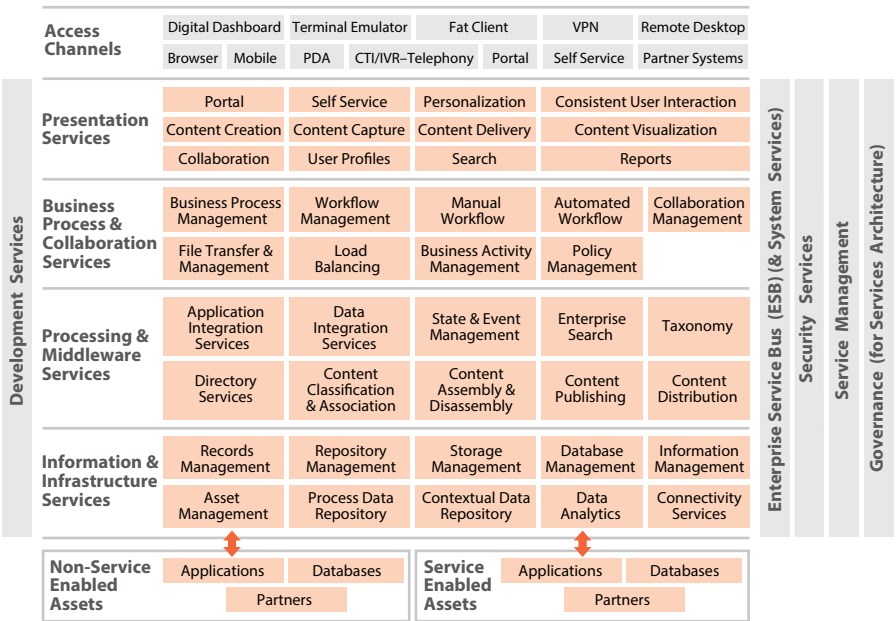 Access
Channels
Digital Dashboard
Terminal Emulator
Fat Client
VPN
Remote Desktop
Browser
Mobile
PDA
CTI/IVR–Telephony
Portal
Self Service
Partner Systems
Development Services
Presentation
Services
Portal
Self Service
Personalization
Consistent User Interaction
Content Creation
Content Capture
Content Delivery
Content Visualization
Collaboration
User Profiles
Search
Reports
Business
Process &
Collaboration
Services
Business Process
Management
Workflow
Management
Manual
Workflow
Automated
Workflow
Collaboration
Management
File Transfer &
Management
Load
Balancing
Business Activity
Management
Policy
Management
Processing &
Middleware
Services
Application
Integration
Services
Data
Integration
Services
State & Event
Management
Enterprise
Search
Taxonomy
Directory
Services
Content
Classification
& Association
Content
Assembly &
Disassembly
Content
Publishing
Content
Distribution
Information &
Infrastructure
Services
Records
Management
Repository
Management
Storage
Management
Database
Management
Information
Management
Asset
Management
Process Data
Repository
Contextual Data
Repository
Data
Analytics
Connectivity
Services
Enterprise Service Bus (ESB) (& System Services)
Security Services
Service Management
Governance (for Services Architecture)
Non-Service
Enabled
Assets
Applications
Databases
Partners
Service
Enabled
Assets
Applications
Databases
Partners